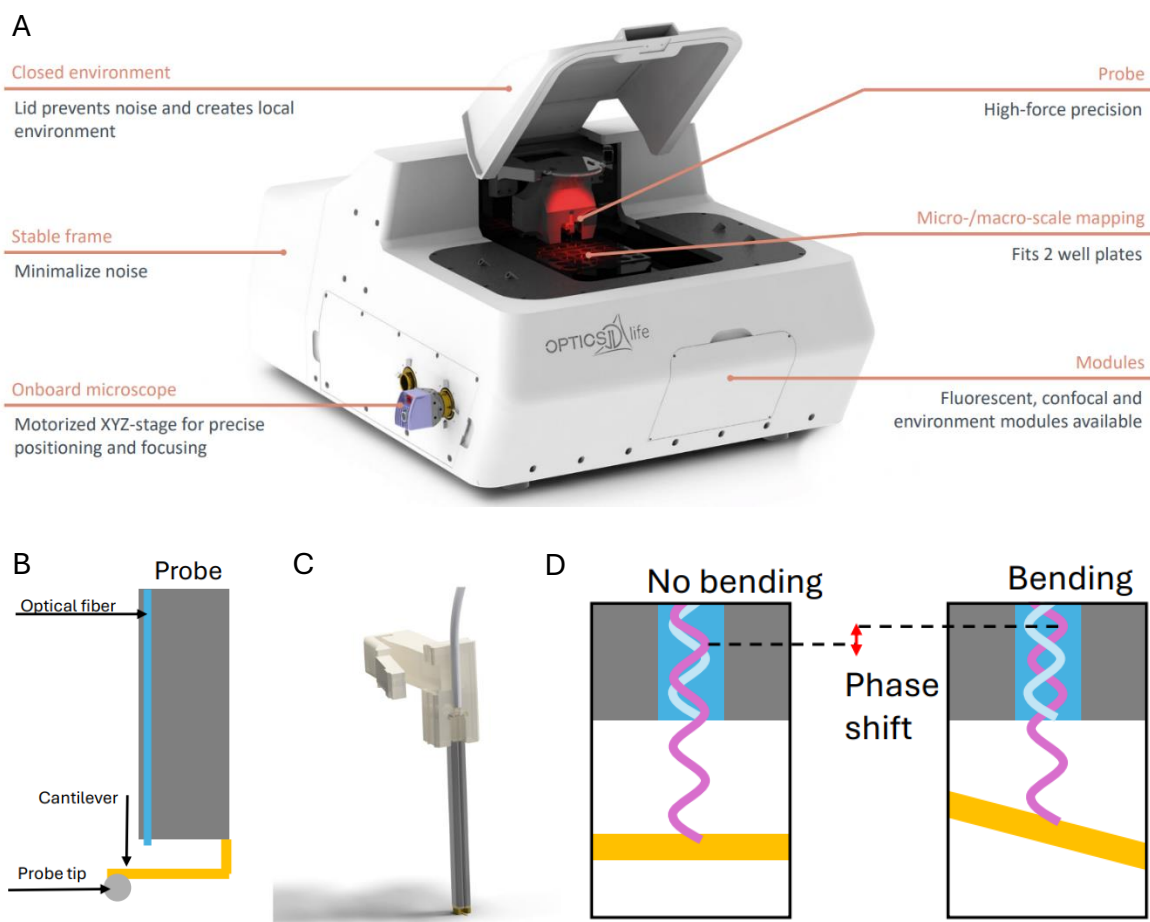 A
Closed environment
Lid prevents noise and creates local
environment
Stable frame
Minimalize noise
Onboard microscope
Motorized XYZ-stage for precise
positioning and focusing
Probe
High-force precision
Micro-/macro-scale mapping
Fits 2 well plates
Modules
Fluorescent, confocal and
environment modules available
OPTICS11 life
B
Probe
Optical fiber
Cantilever
Probe tip
C
D
No bending
Bending
Phase
shift